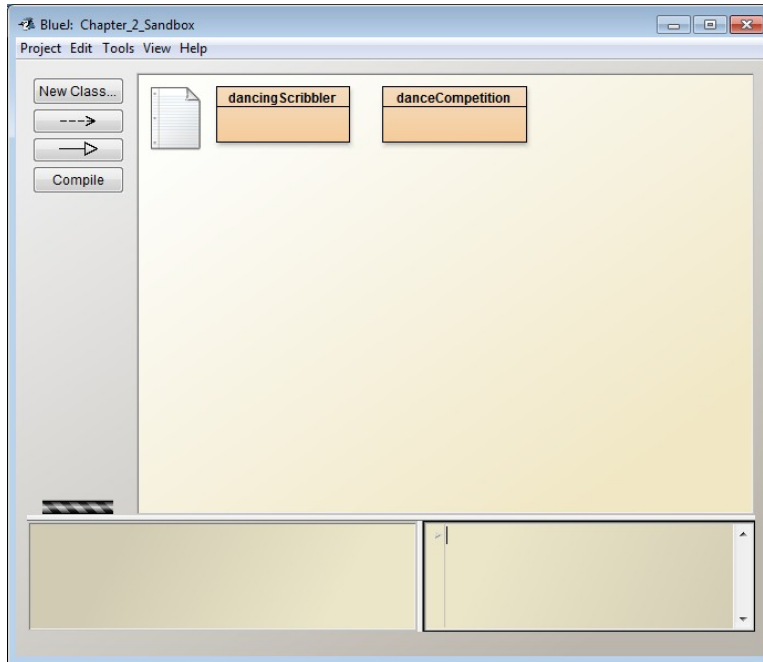 BlueJ: Chapter_2_Sandbox
Project Edit Tools View Help
New Class...
dancingScribbler
danceCompetition
Compile